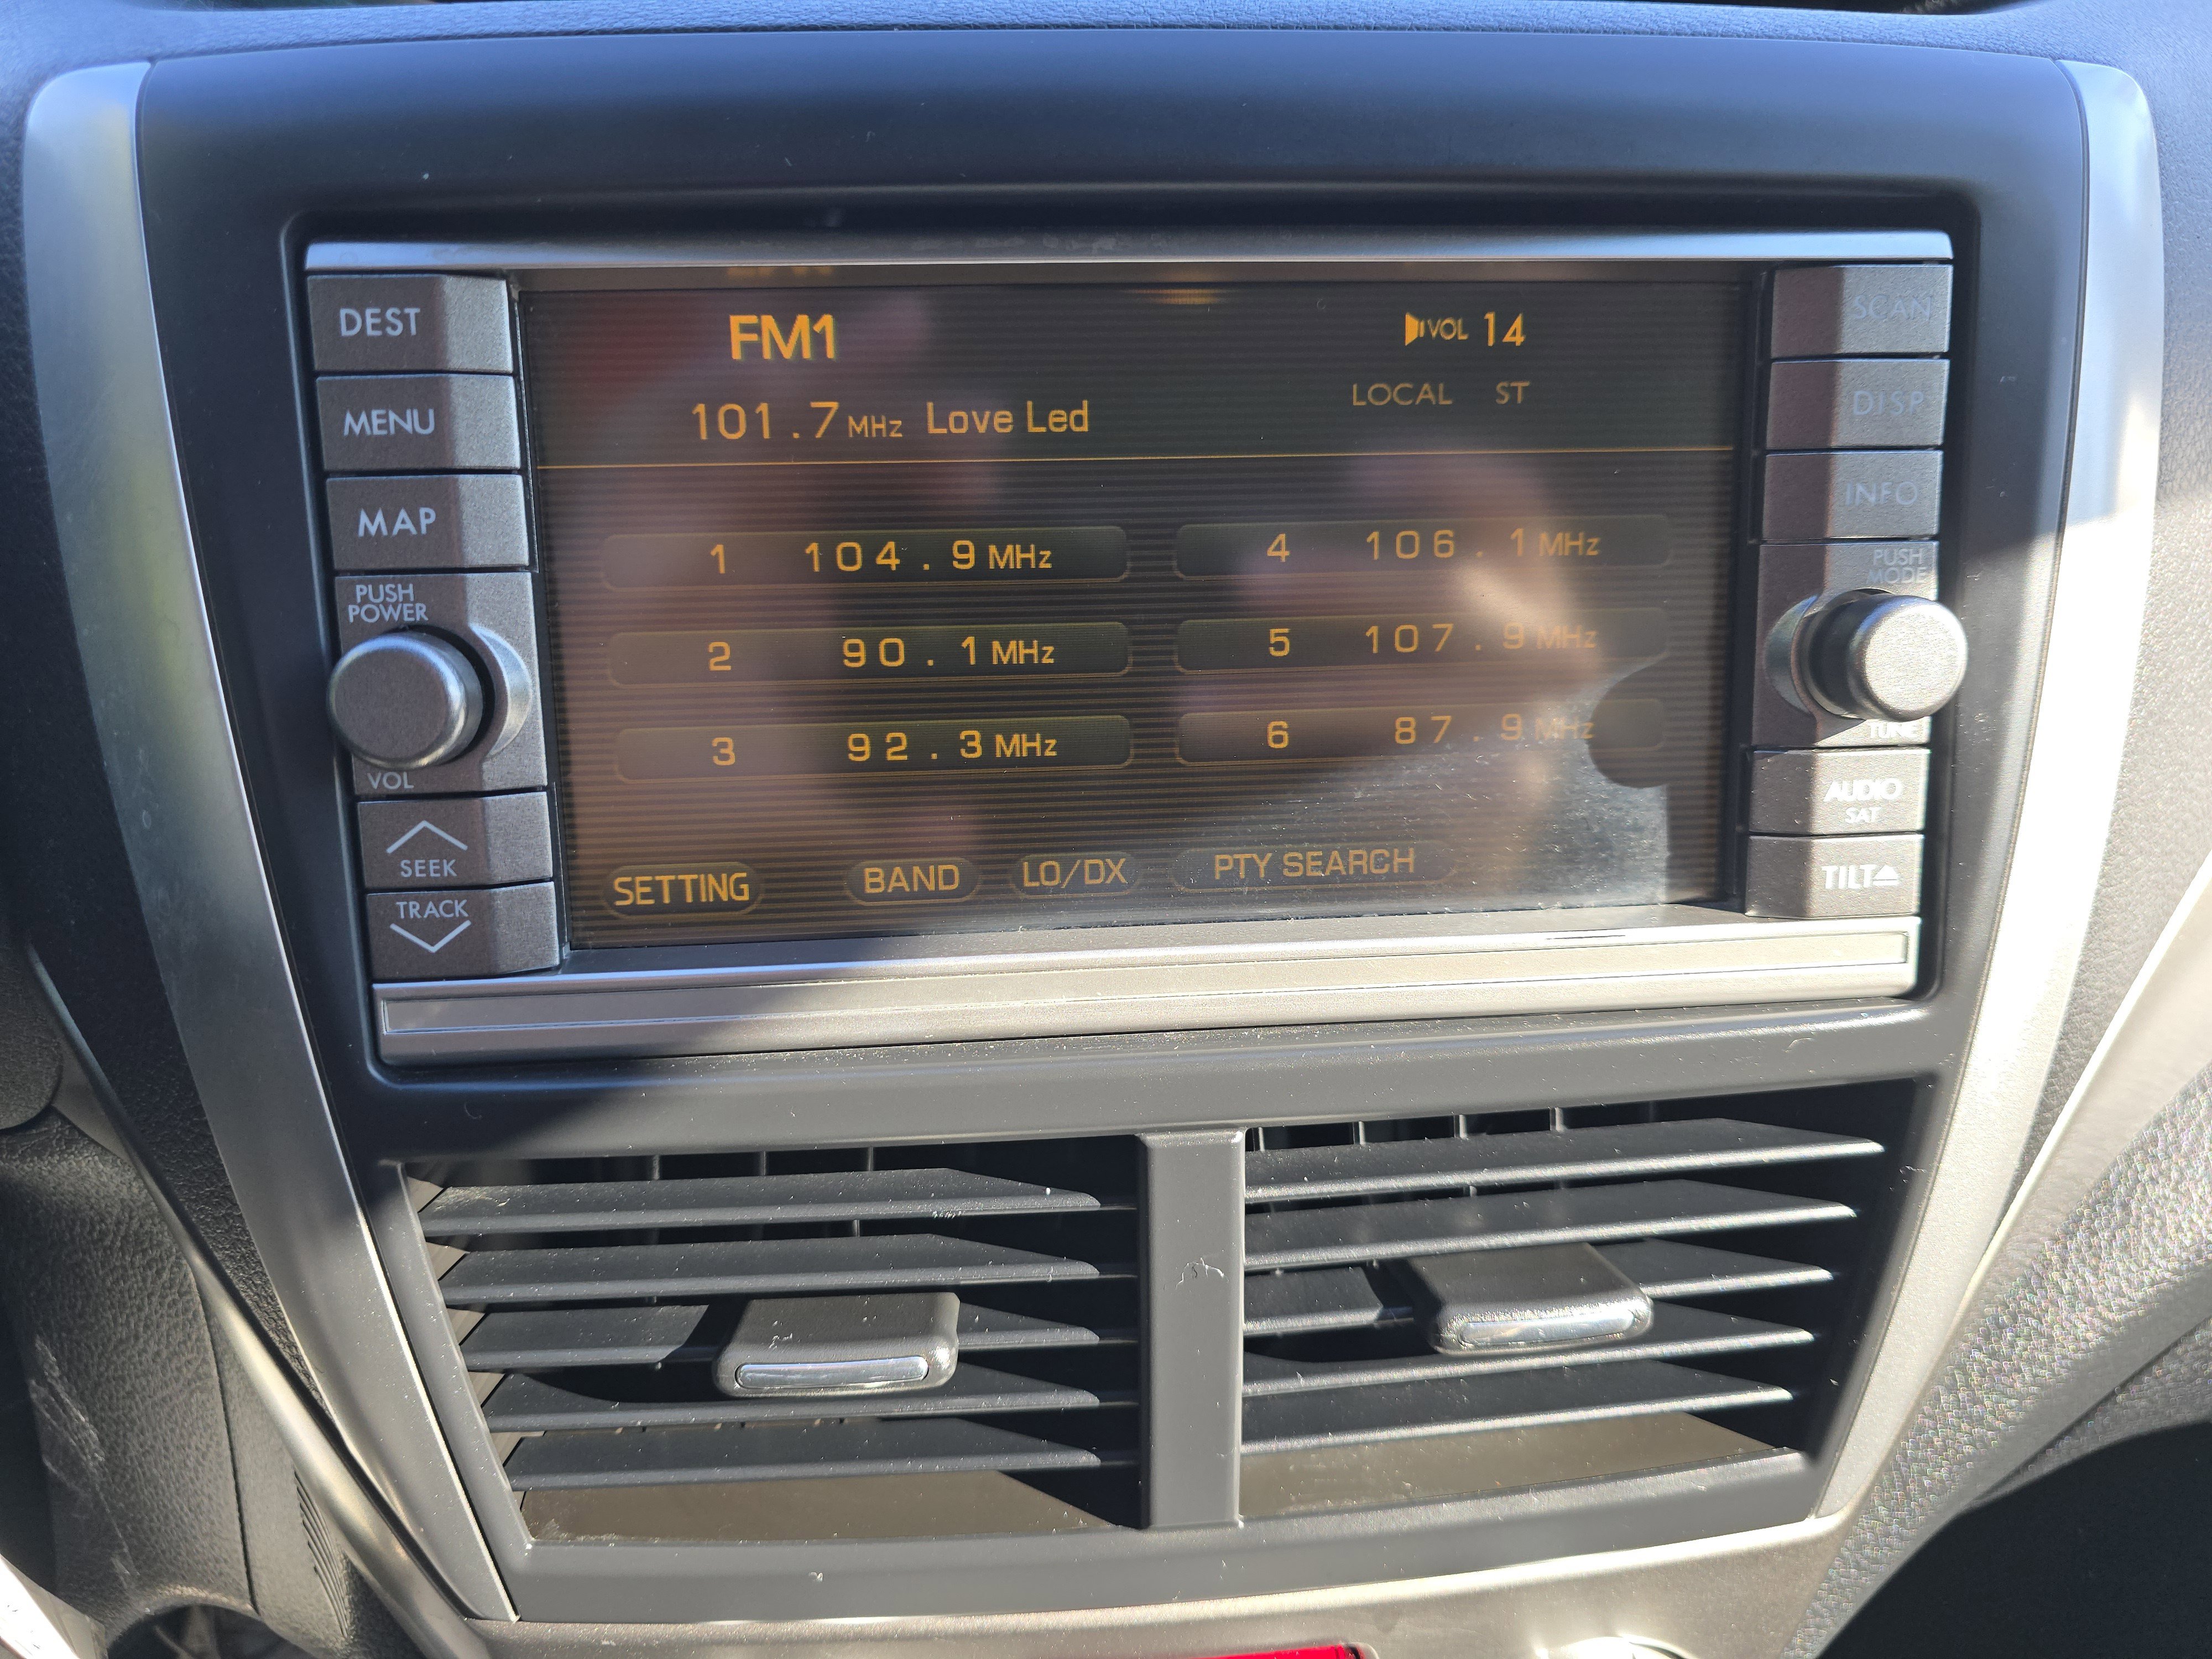 DEST
MENU
MAP
PUSH
POWER
VOL
SEEK
TRACK
FM1
VOL 14
LOCAL ST
101.7 MHz Love Led
1 104.9 MHz
2 90.1 MHz
3 92.3 MHz
4 106.1 MHz
5 107.9 MHz
6 87.9 MHz
SETTING BAND LO/DX PTY SEARCH
SCAN
DISP
INFO
PUSH
MODE
TUNE
AUDIO
SAT
TILT